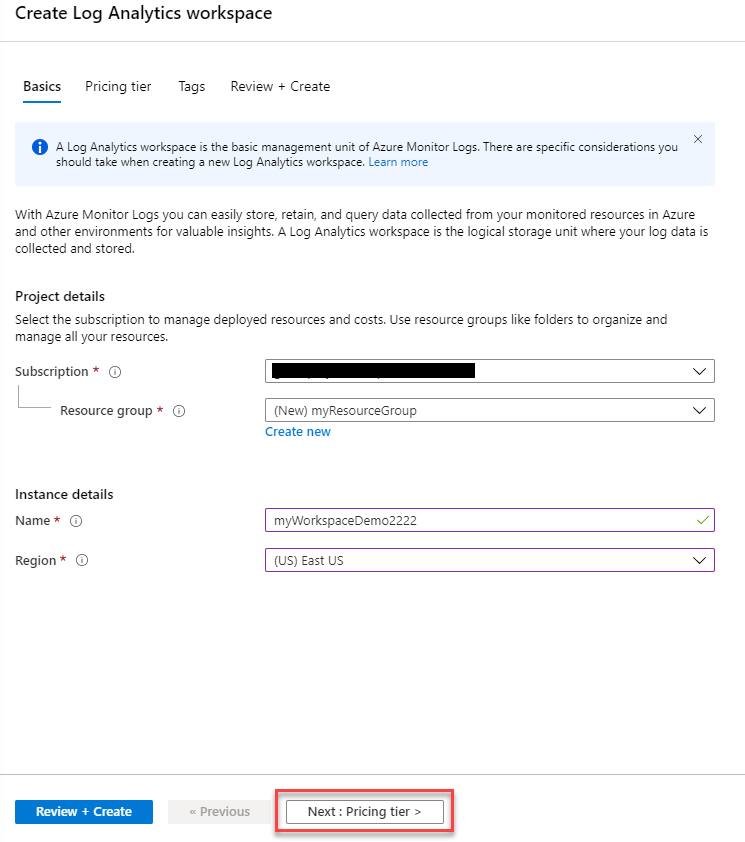 Create Log Analytics workspace
Basics Pricing tier Tags Review + Create
A Log Analytics workspace is the basic management unit of Azure Monitor Logs. There are specific considerations you
should take when creating a new Log Analytics workspace. Learn more
With Azure Monitor Logs you can easily store, retain, and query data collected from your monitored resources in Azure
and other environments for valuable insights. A Log Analytics workspace is the logical storage unit where your log data is
collected and stored.
Project details
Select the subscription to manage deployed resources and costs. Use resource groups like folders to organize and
manage all your resources.
Subscription *
Resource group * (New) myResourceGroup
Create new
Instance details
Name * myWorkspaceDemo2222
Region * (US) East US
Review + Create « Previous Next : Pricing tier >